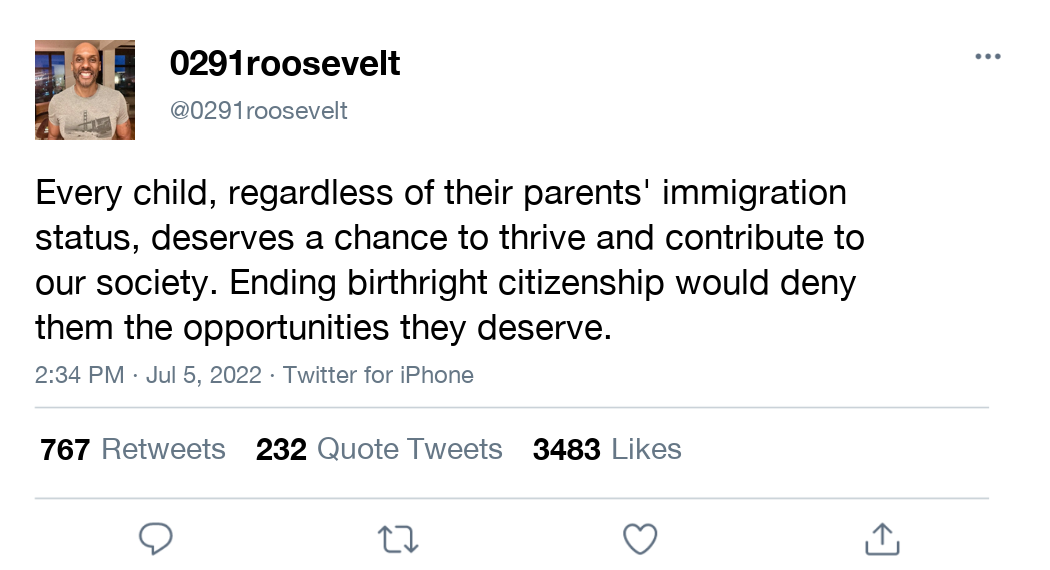 0291roosevelt
@0291roosevelt
Every child, regardless of their parents' immigration
status, deserves a chance to thrive and contribute to
our society. Ending birthright citizenship would deny
them the opportunities they deserve.
2:34 PM · Jul 5, 2022 · Twitter for iPhone
767 Retweets 232 Quote Tweets 3483 Likes